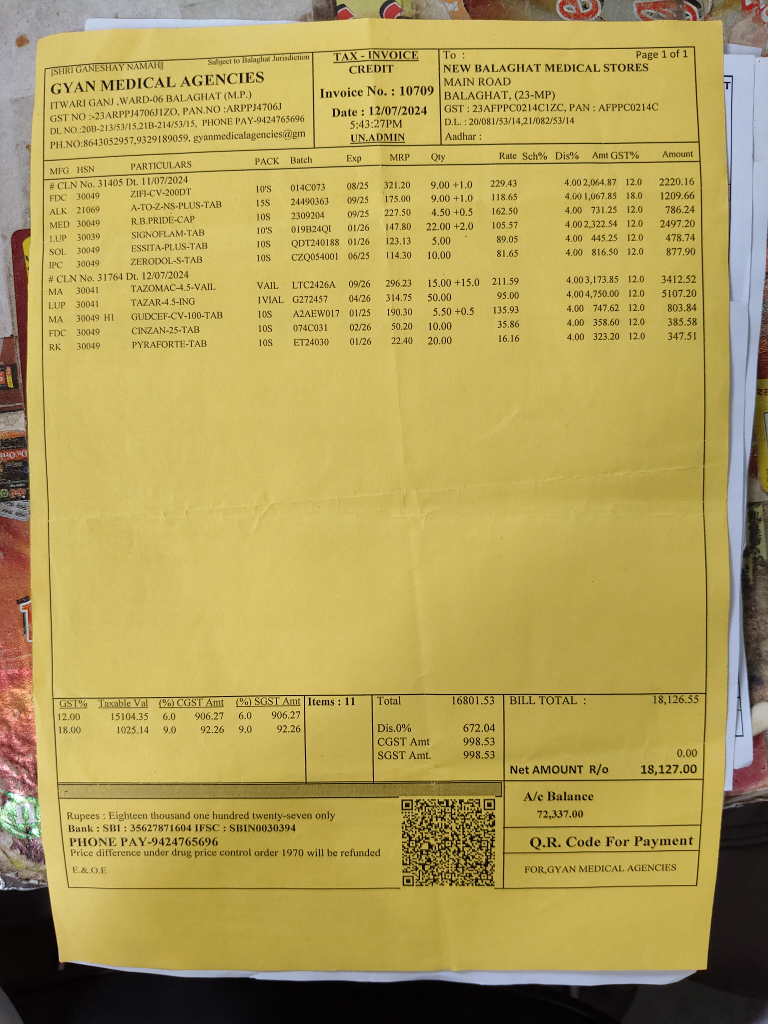 ||SHRI GANESHAY NAMAH|| Subject to Balaghat Jurisdiction
GYAN MEDICAL AGENCIES
ITWARI GANJ ,WARD-06 BALAGHAT (M.P.)
GST NO :-23ARPPJ4706J1ZO, PAN.NO :ARPPJ4706J
DL NO.:20B-213/53/15,21B-214/53/15, PHONE PAY-9424765696
PH.NO:8643052957,9329189059, gyanmedicalagencies@gm
TAX - INVOICE
CREDIT
Invoice No. : 10709
Date : 12/07/2024
5:43:27PM
UN.ADMIN
To : Page 1 of 1
NEW BALAGHAT MEDICAL STORES
MAIN ROAD
BALAGHAT, (23-MP)
GST : 23AFPPC0214C1ZC, PAN : AFPPC0214C
D.L. : 20/081/53/14,21/082/53/14
Aadhar :
MFG HSN PARTICULARS PACK Batch Exp MRP Qty Rate Sch% Dis% Amt GST% Amount
# CLN No. 31405 Dt. 11/07/2024
FDC 30049 ZIFI-CV-200DT 10'S 014C073 08/25 321.20 9.00 +1.0 229.43 4.00 2,064.87 12.0 2220.16
ALK 21069 A-TO-Z-NS-PLUS-TAB 15S 24490363 09/25 175.00 9.00 +1.0 118.65 4.00 1,067.85 18.0 1209.66
MED 30049 R.B.PRIDE-CAP 10S 2309204 09/25 227.50 4.50 +0.5 162.50 4.00 731.25 12.0 786.24
LUP 30039 SIGNOFLAM-TAB 10'S 019B24QI 01/26 147.80 22.00 +2.0 105.57 4.00 2,322.54 12.0 2497.20
SOL 30049 ESSITA-PLUS-TAB 10S QDT240188 01/26 123.13 5.00 89.05 4.00 445.25 12.0 478.74
IPC 30049 ZERODOL-S-TAB 10S CZQ054001 06/25 114.30 10.00 81.65 4.00 816.50 12.0 877.90
# CLN No. 31764 Dt. 12/07/2024
MA 30041 TAZOMAC-4.5-VAIL VAIL LTC2426A 09/26 296.23 15.00 +15.0 211.59 4.00 3,173.85 12.0 3412.52
LUP 30041 TAZAR-4.5-ING 1VIAL G272457 04/26 314.75 50.00 95.00 4.00 4,750.00 12.0 5107.20
MA 30049 H1 GUDCEF-CV-100-TAB 10S A2AEW017 01/25 190.30 5.50 +0.5 135.93 4.00 747.62 12.0 803.84
FDC 30049 CINZAN-25-TAB 10S 074C031 02/26 50.20 10.00 35.86 4.00 358.60 12.0 385.58
RK 30049 PYRAFORTE-TAB 10S ET24030 01/26 22.40 20.00 16.16 4.00 323.20 12.0 347.51
GST% Taxable Val (%) CGST Amt (%) SGST Amt
12.00 15104.35 6.0 906.27 6.0 906.27
18.00 1025.14 9.0 92.26 9.0 92.26
Items : 11
Total 16801.53
Dis.0% 672.04
CGST Amt 998.53
SGST Amt. 998.53
BILL TOTAL : 18,126.55
0.00
Net AMOUNT R/o 18,127.00
Rupees : Eighteen thousand one hundred twenty-seven only
Bank : SBI : 35627871604 IFSC : SBIN0030394
PHONE PAY-9424765696
Price difference under drug price control order 1970 will be refunded
E.&.O.E
A/c Balance
72,337.00
Q.R. Code For Payment
FOR,GYAN MEDICAL AGENCIES